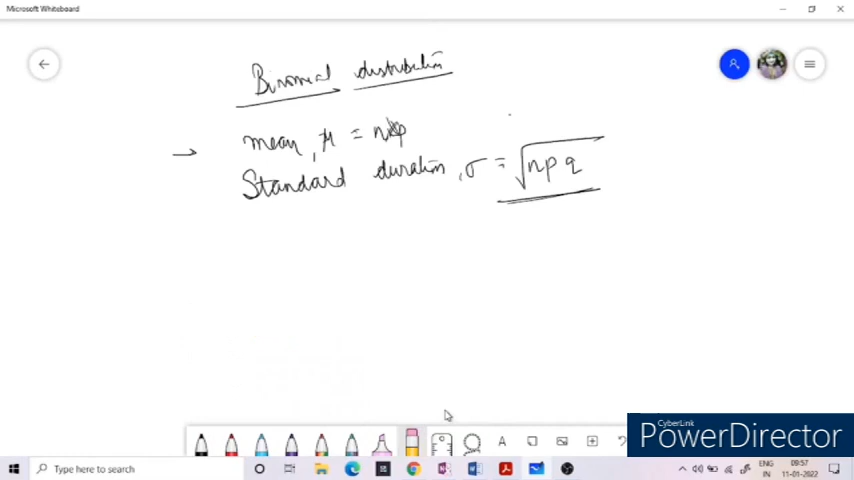 Microsoft Whiteboard
Binomial distribution
→ mean, μ = np
Standard duration, σ = √npq
CyberLink
PowerDirector
Type here to search
A
ENG
IN
09:57
11-01-2022